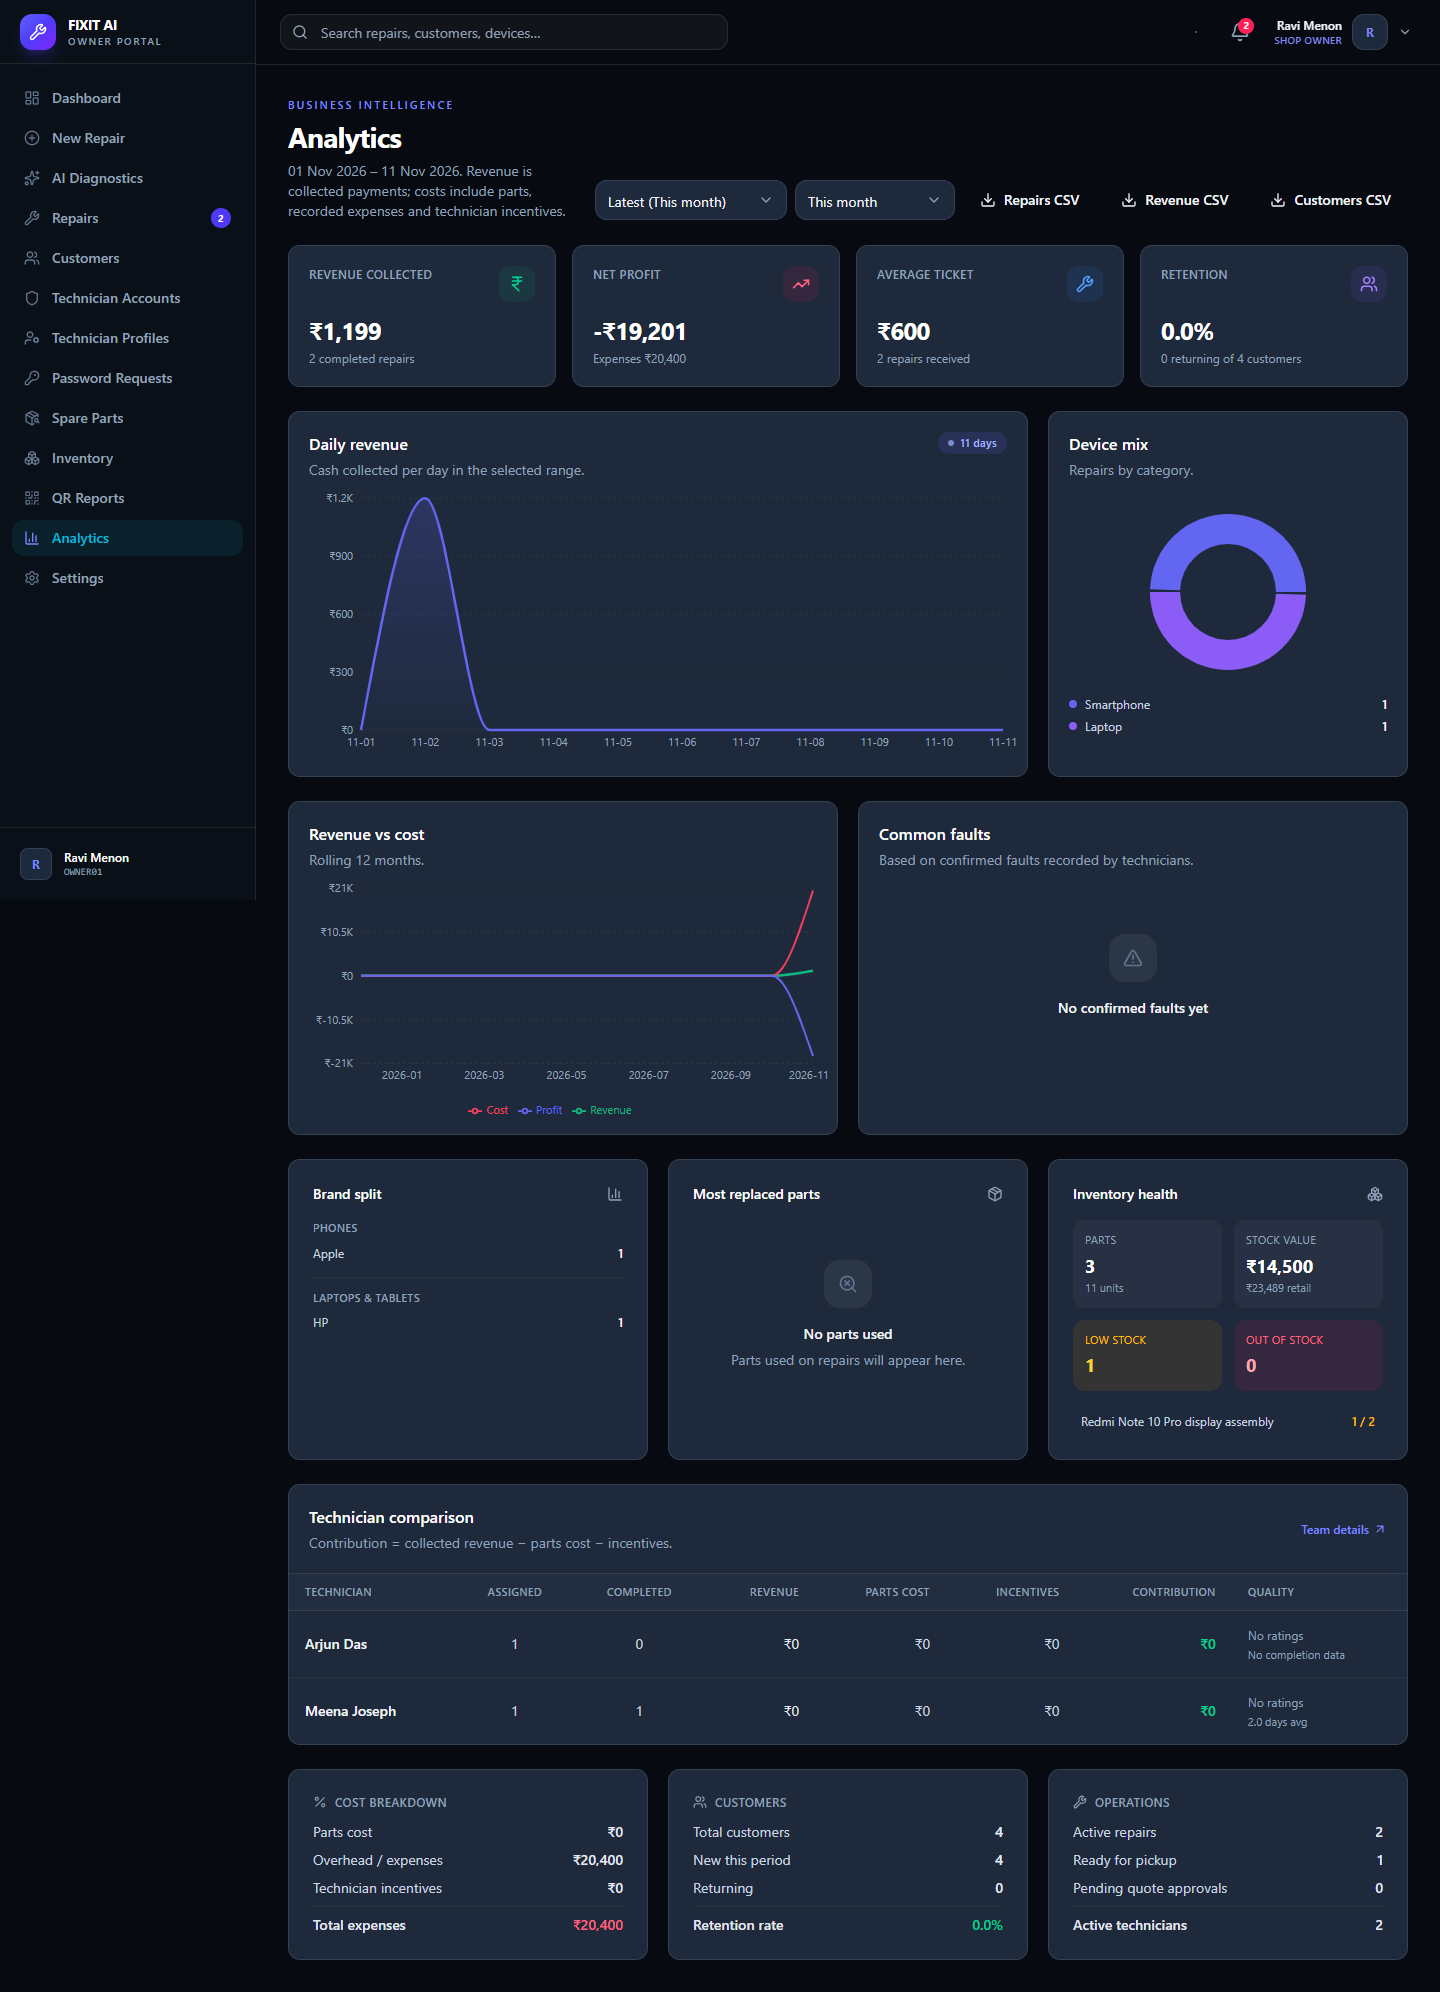 FIXIT AI
OWNER PORTAL
Search repairs, customers, devices...
2
Ravi Menon
SHOP OWNER
R
Dashboard
New Repair
AI Diagnostics
Repairs
2
Customers
Technician Accounts
Technician Profiles
Password Requests
Spare Parts
Inventory
QR Reports
Analytics
Settings
R
Ravi Menon
OWNER01
BUSINESS INTELLIGENCE
Analytics
01 Nov 2026 – 11 Nov 2026. Revenue is
collected payments; costs include parts,
recorded expenses and technician incentives.
Latest (This month)
This month
Repairs CSV
Revenue CSV
Customers CSV
REVENUE COLLECTED
₹1,199
2 completed repairs
NET PROFIT
-₹19,201
Expenses ₹20,400
AVERAGE TICKET
₹600
2 repairs received
RETENTION
0.0%
0 returning of 4 customers
Daily revenue
Cash collected per day in the selected range.
11 days
₹1.2K
₹900
₹600
₹300
₹0
11-01 11-02 11-03 11-04 11-05 11-06 11-07 11-08 11-09 11-10 11-11
Device mix
Repairs by category.
Smartphone 1
Laptop 1
Revenue vs cost
Rolling 12 months.
₹21K
₹10.5K
₹0
₹-10.5K
₹-21K
2026-01 2026-03 2026-05 2026-07 2026-09 2026-11
Cost Profit Revenue
Common faults
Based on confirmed faults recorded by technicians.
No confirmed faults yet
Brand split
PHONES
Apple 1
LAPTOPS & TABLETS
HP 1
Most replaced parts
No parts used
Parts used on repairs will appear here.
Inventory health
PARTS
3
11 units
STOCK VALUE
₹14,500
₹23,489 retail
LOW STOCK
1
OUT OF STOCK
0
Redmi Note 10 Pro display assembly 1 / 2
Technician comparison
Contribution = collected revenue − parts cost − incentives.
Team details
TECHNICIAN ASSIGNED COMPLETED REVENUE PARTS COST INCENTIVES CONTRIBUTION QUALITY
Arjun Das 1 0 ₹0 ₹0 ₹0 ₹0 No ratings
No completion data
Meena Joseph 1 1 ₹0 ₹0 ₹0 ₹0 No ratings
2.0 days avg
COST BREAKDOWN
Parts cost ₹0
Overhead / expenses ₹20,400
Technician incentives ₹0
Total expenses ₹20,400
CUSTOMERS
Total customers 4
New this period 4
Returning 0
Retention rate 0.0%
OPERATIONS
Active repairs 2
Ready for pickup 1
Pending quote approvals 0
Active technicians 2